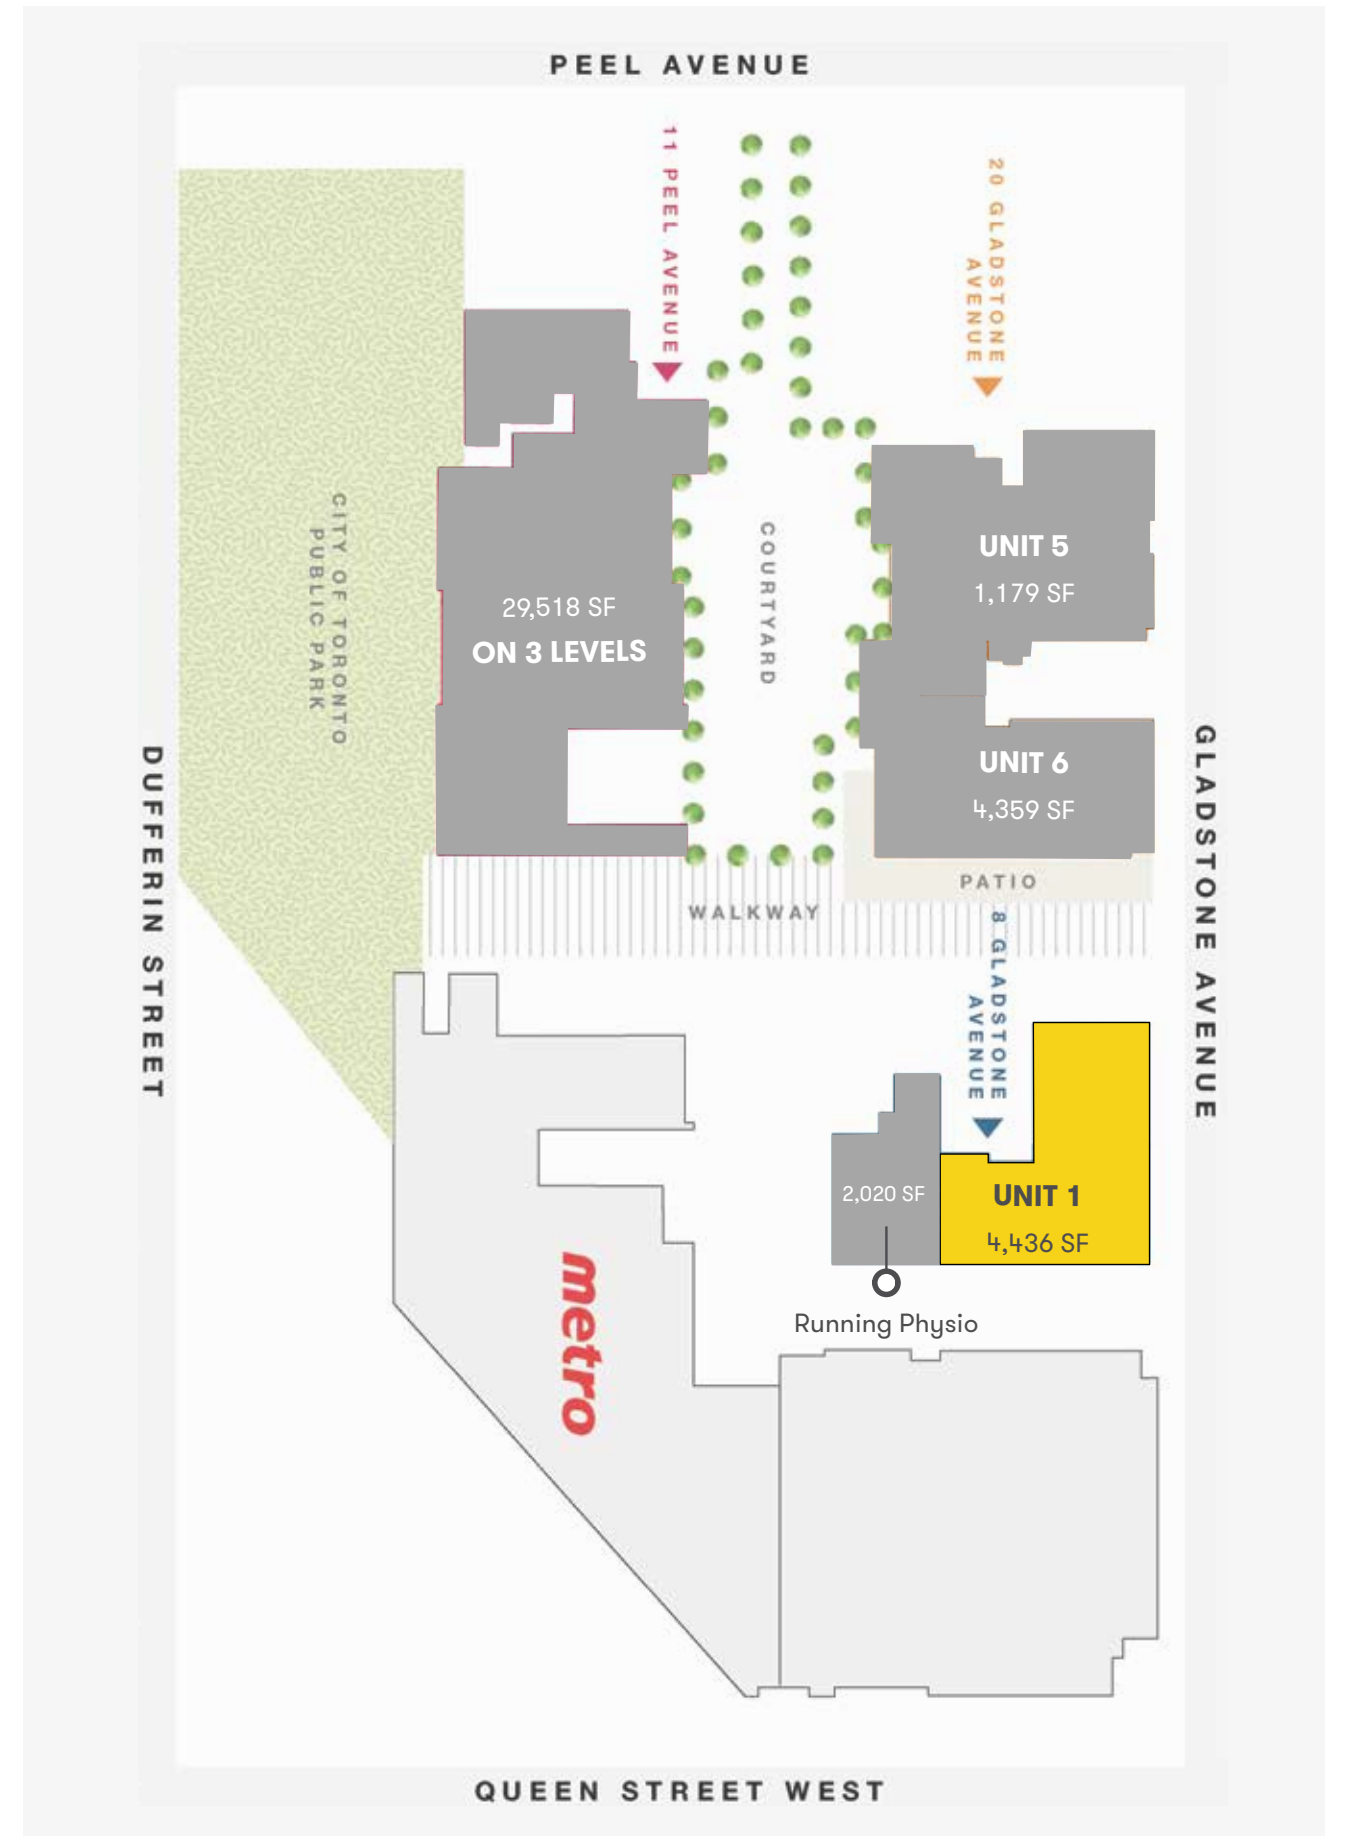 PEEL AVENUE
11 PEEL AVENUE
20 GLADSTONE
AVENUE
CITY OF TORONTO
PUBLIC PARK
COURTYARD
UNIT 5
1,179 SF
29,518 SF
ON 3 LEVELS
UNIT 6
4,359 SF
DUFFERIN STREET
GLADSTONE AVENUE
PATIO
WALKWAY
8 GLADSTONE
AVENUE
2,020 SF
UNIT 1
4,436 SF
Running Physio
metro
QUEEN STREET WEST